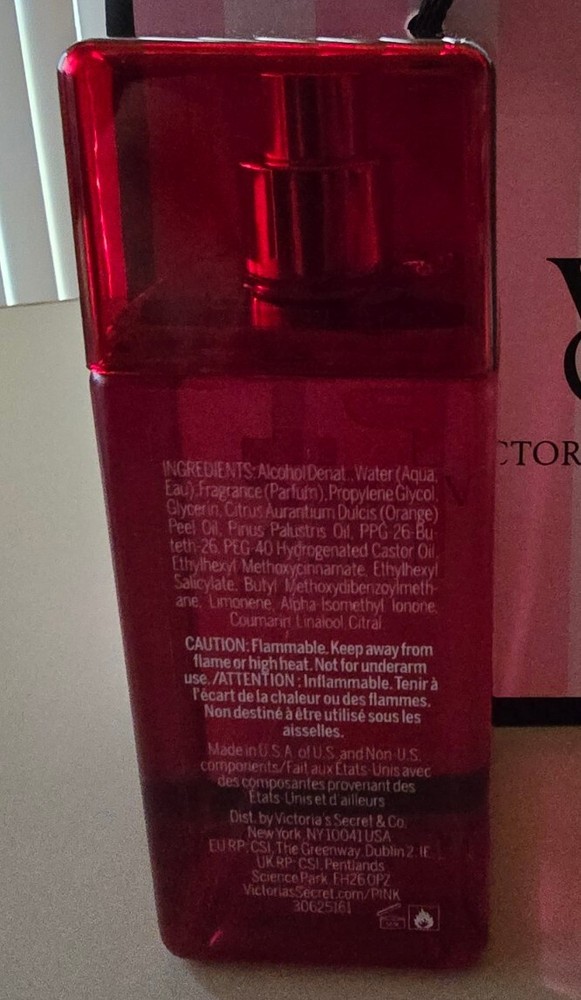 INGREDIENTS: Alcohol Denat., Water (Aqua,
Eau), Fragrance (Parfum), Propylene Glycol,
Glycerin, Citrus Aurantium Dulcis (Orange)
Peel Oil, Pinus Palustris Oil, PPG-26-Bu-
teth-26, PEG-40 Hydrogenated Castor Oil,
Ethylhexyl Methoxycinnamate, Ethylhexyl
Salicylate, Butyl Methoxydibenzoylmeth-
ane, Limonene, Alpha-Isomethyl Ionone,
Coumarin, Linalool, Citral
CAUTION: Flammable. Keep away from
flame or high heat. Not for underarm
use./ATTENTION : Inflammable. Tenir à
l'écart de la chaleur ou des flammes.
Non destiné à être utilisé sous les
aisselles.
Made in U.S.A. of U.S. and Non-U.S.
components/Fait aux États-Unis avec
des composantes provenant des
États-Unis et d'ailleurs
Dist. by Victoria's Secret & Co.
New York, NY 10041 USA
EU RP: CSI, The Greenway, Dublin 2, IE
UK RP: CSI, Pentlands
Science Park, EH26 0PZ
VictoriasSecret.com/PINK
30625161
V
CTOR